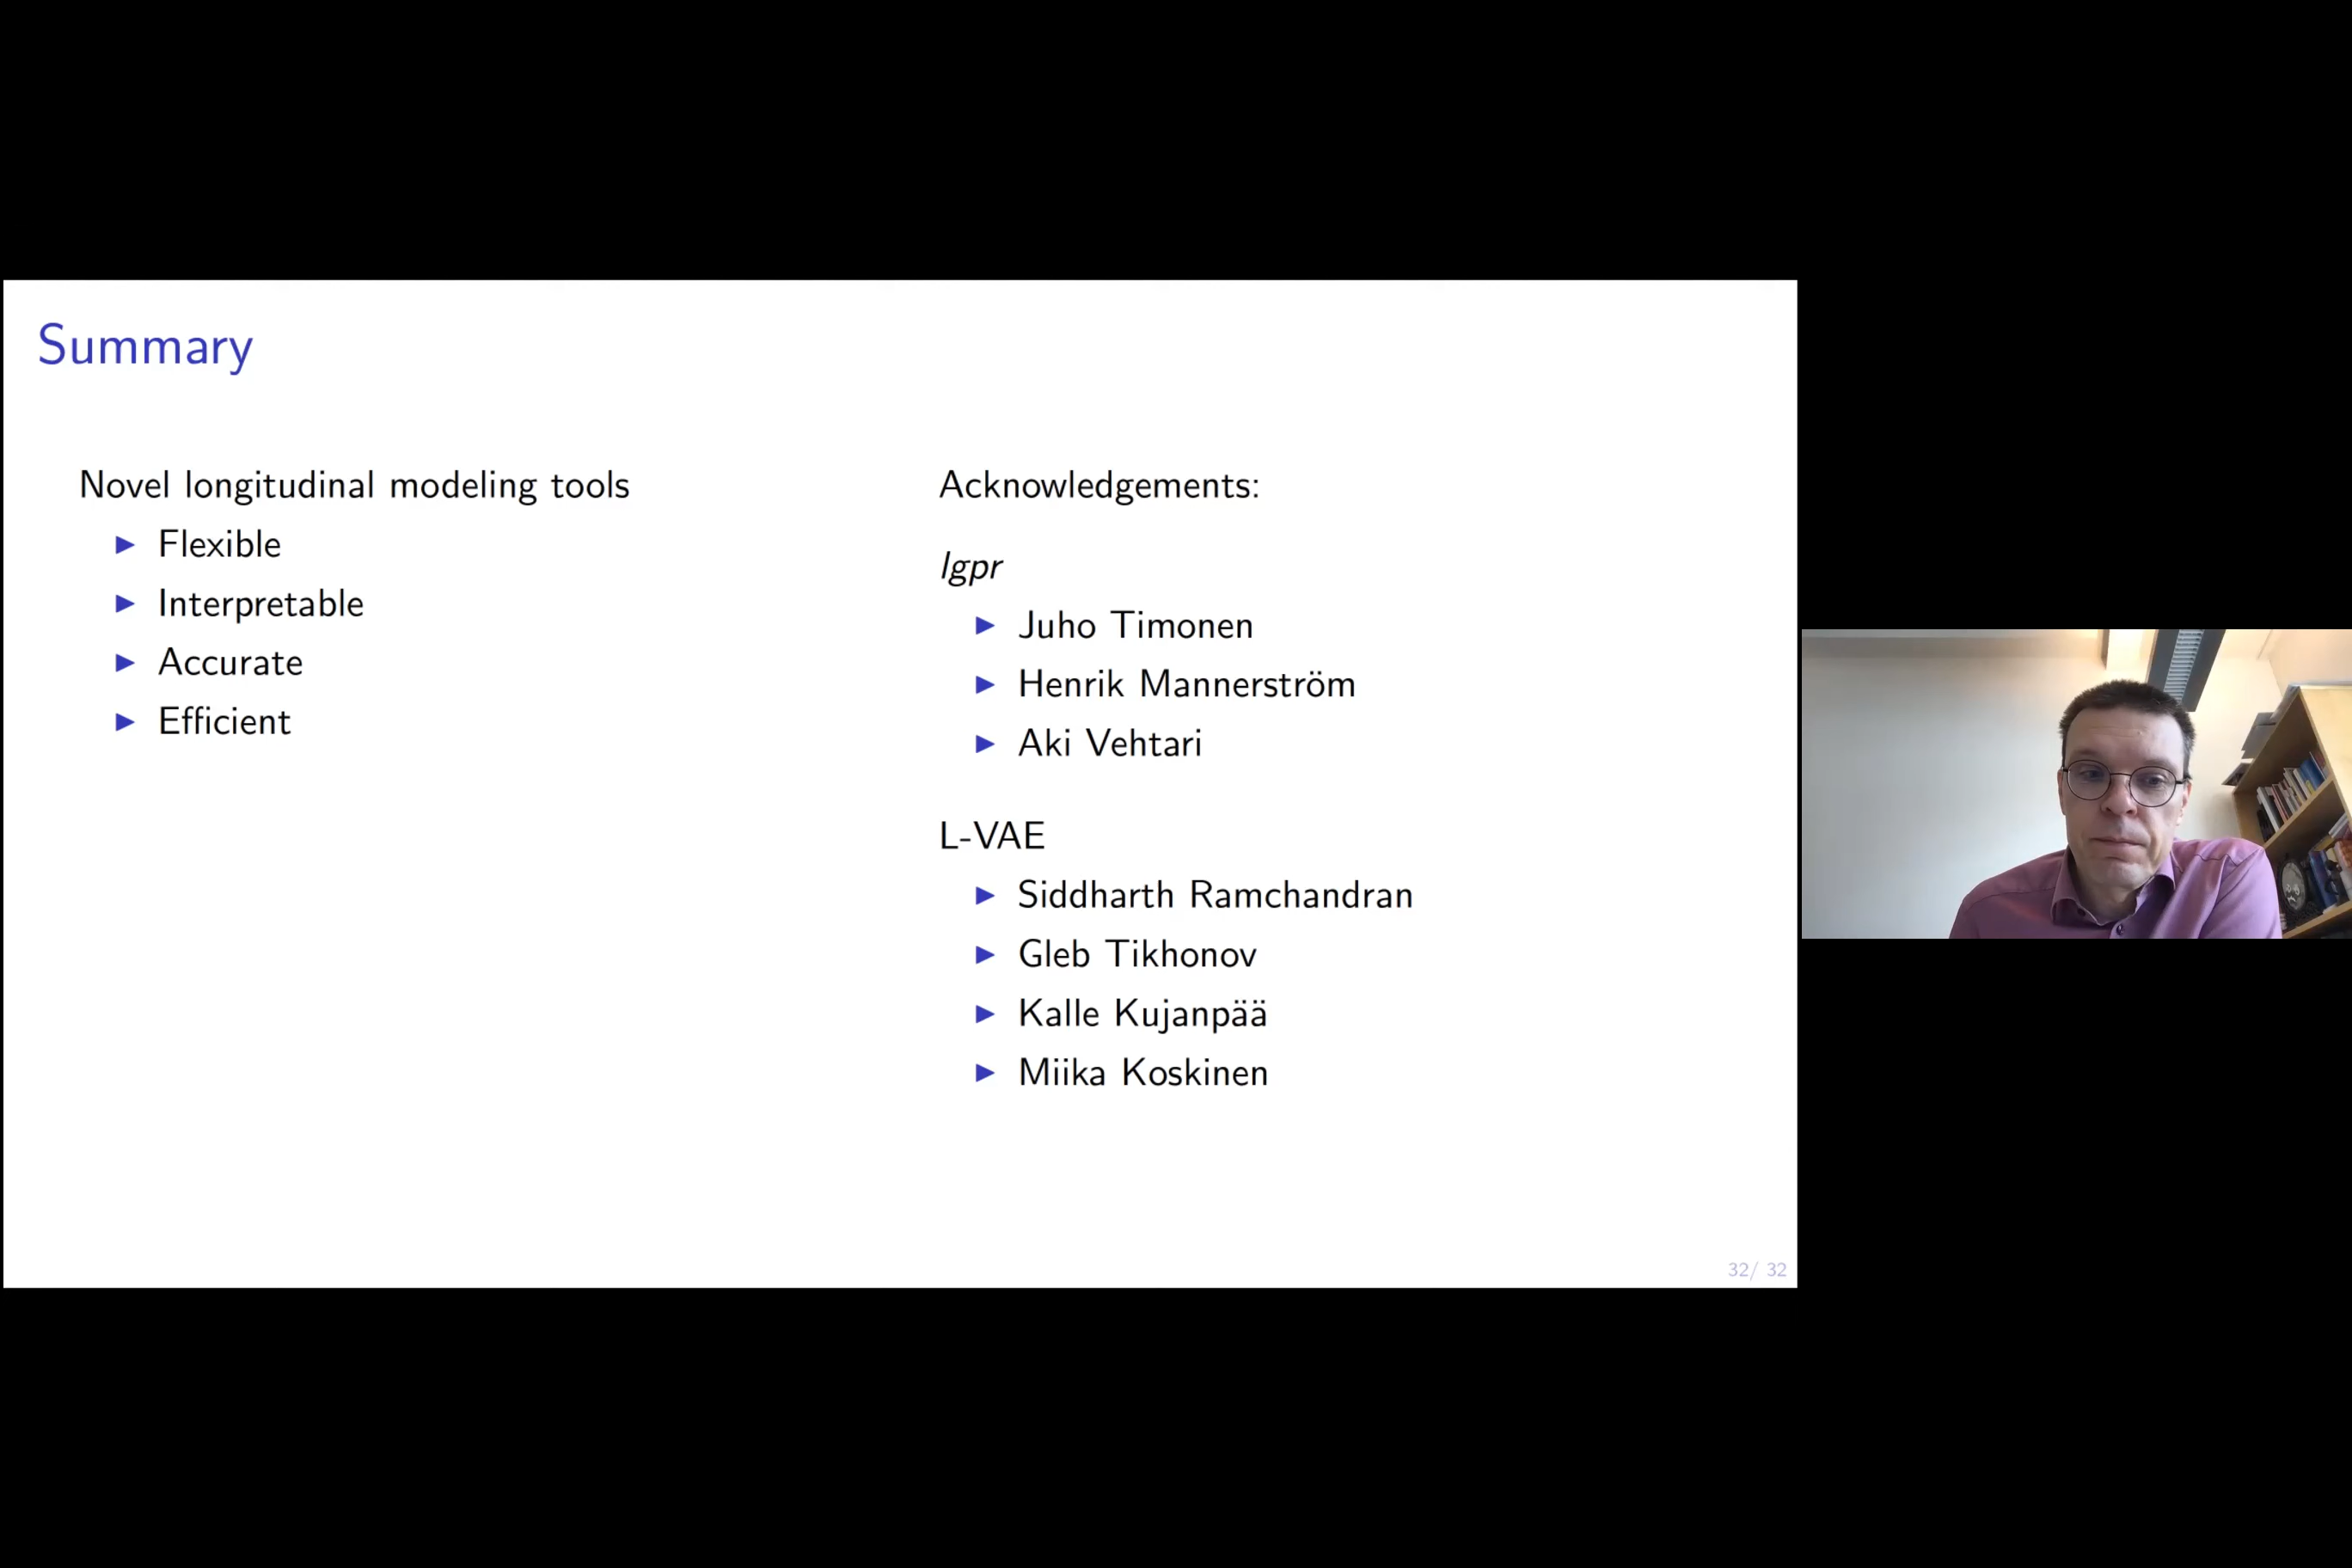 Summary
Novel longitudinal modeling tools
▶ Flexible
▶ Interpretable
▶ Accurate
▶ Efficient
Acknowledgements:
lgpr
▶ Juho Timonen
▶ Henrik Mannerström
▶ Aki Vehtari
L-VAE
▶ Siddharth Ramchandran
▶ Gleb Tikhonov
▶ Kalle Kujanpää
▶ Miika Koskinen
32/ 32